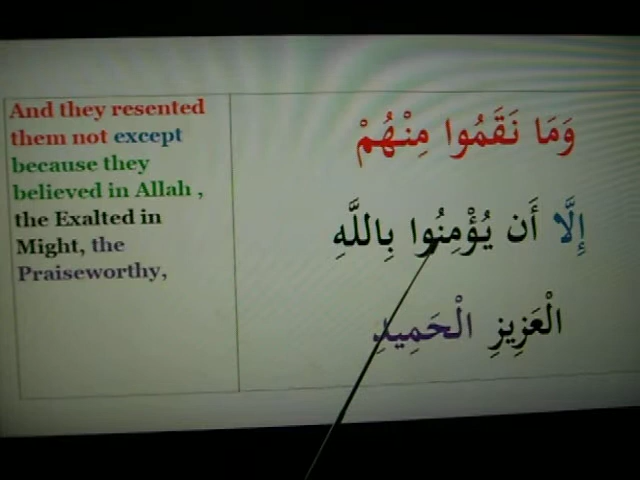 And they resented
them not except
because they
believed in Allah ,
the Exalted in
Might, the
Praiseworthy,
وَمَا نَقَمُوا مِنْهُمْ
إِلَّا أَن يُؤْمِنُوا بِاللَّهِ
الْعَزِيزِ الْحَمِيدِ